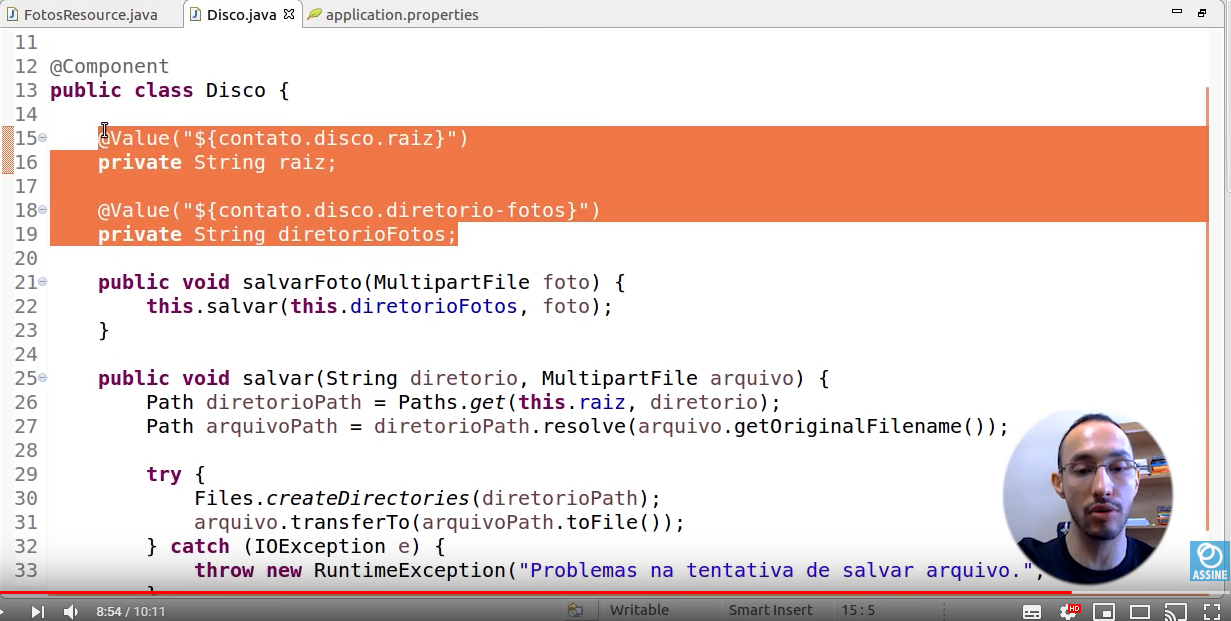 FotosResource.java
Disco.java
application.properties
11
12 @Component
13 public class Disco {
14
15 @Value("${contato.disco.raiz}")
16 private String raiz;
17
18 @Value("${contato.disco.diretorio-fotos}")
19 private String diretorioFotos;
20
21 public void salvarFoto(MultipartFile foto) {
22 this.salvar(this.diretorioFotos, foto);
23 }
24
25 public void salvar(String diretorio, MultipartFile arquivo) {
26 Path diretorioPath = Paths.get(this.raiz, diretorio);
27 Path arquivoPath = diretorioPath.resolve(arquivo.getOriginalFilename());
28
29 try {
30 Files.createDirectories(diretorioPath);
31 arquivo.transferTo(arquivoPath.toFile());
32 } catch (IOException e) {
33 throw new RuntimeException("Problemas na tentativa de salvar arquivo.",
ASSINE
8:54 / 10:11
Writable
Smart Insert
15 : 5
HD